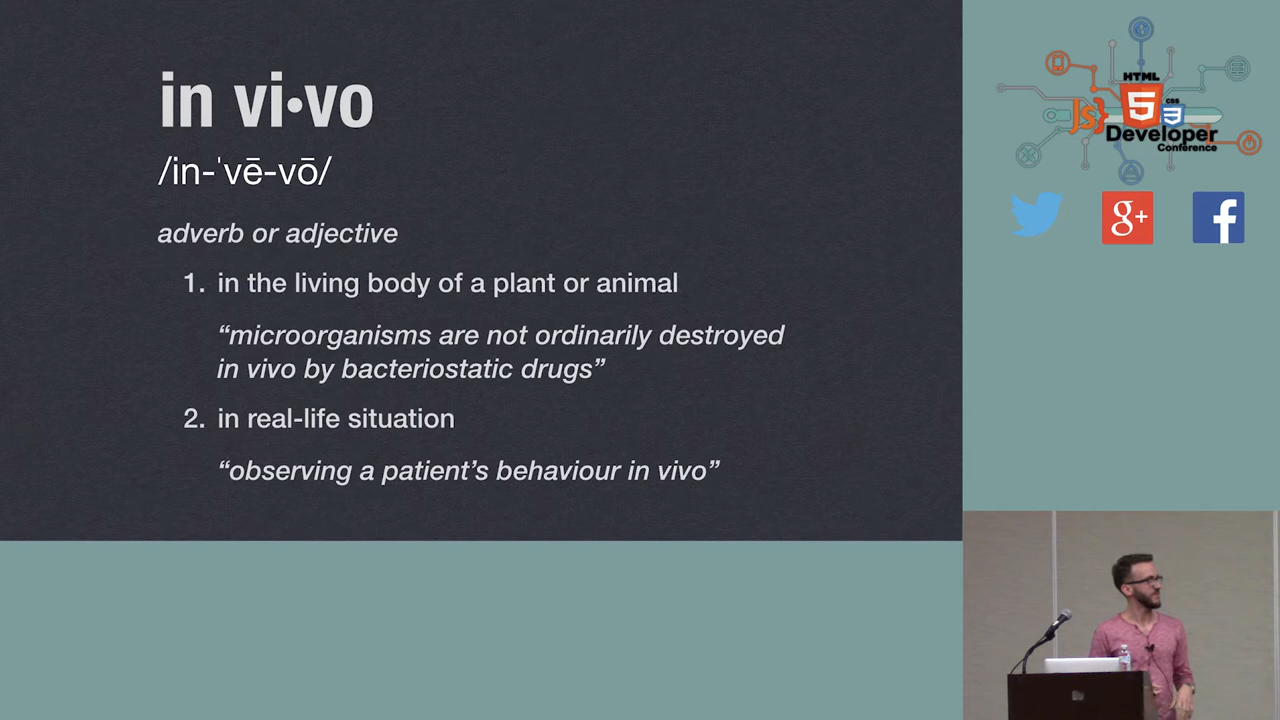 in vi•vo
/in-ˈvē-vō/
adverb or adjective
1. in the living body of a plant or animal
“microorganisms are not ordinarily destroyed
in vivo by bacteriostatic drugs”
2. in real-life situation
“observing a patient’s behaviour in vivo”
HTML
5
JS}
CSS
3
Developer
Conference
g+
f